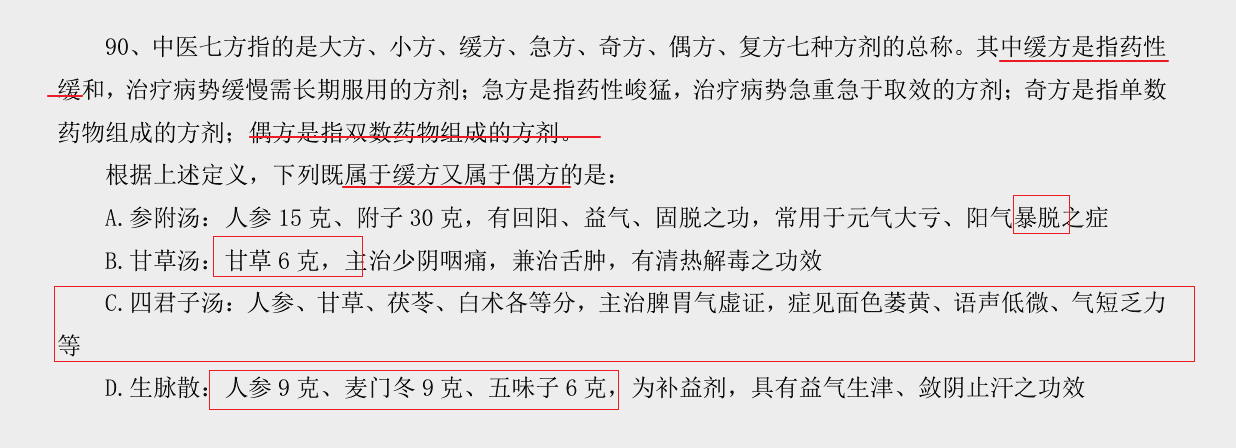 90、中医七方指的是大方、小方、缓方、急方、奇方、偶方、复方七种方剂的总称。其中缓方是指药性
缓和，治疗病势缓慢需长期服用的方剂；急方是指药性峻猛，治疗病势急重急于取效的方剂；奇方是指单数
药物组成的方剂；偶方是指双数药物组成的方剂。
根据上述定义，下列既属于缓方又属于偶方的是：
A.参附汤：人参 15 克、附子 30 克，有回阳、益气、固脱之功，常用于元气大亏、阳气暴脱之症
B.甘草汤：甘草 6 克，主治少阴咽痛，兼治舌肿，有清热解毒之功效
C.四君子汤：人参、甘草、茯苓、白术各等分，主治脾胃气虚证，症见面色萎黄、语声低微、气短乏力
等
D.生脉散：人参 9 克、麦门冬 9 克、五味子 6 克，为补益剂，具有益气生津、敛阴止汗之功效